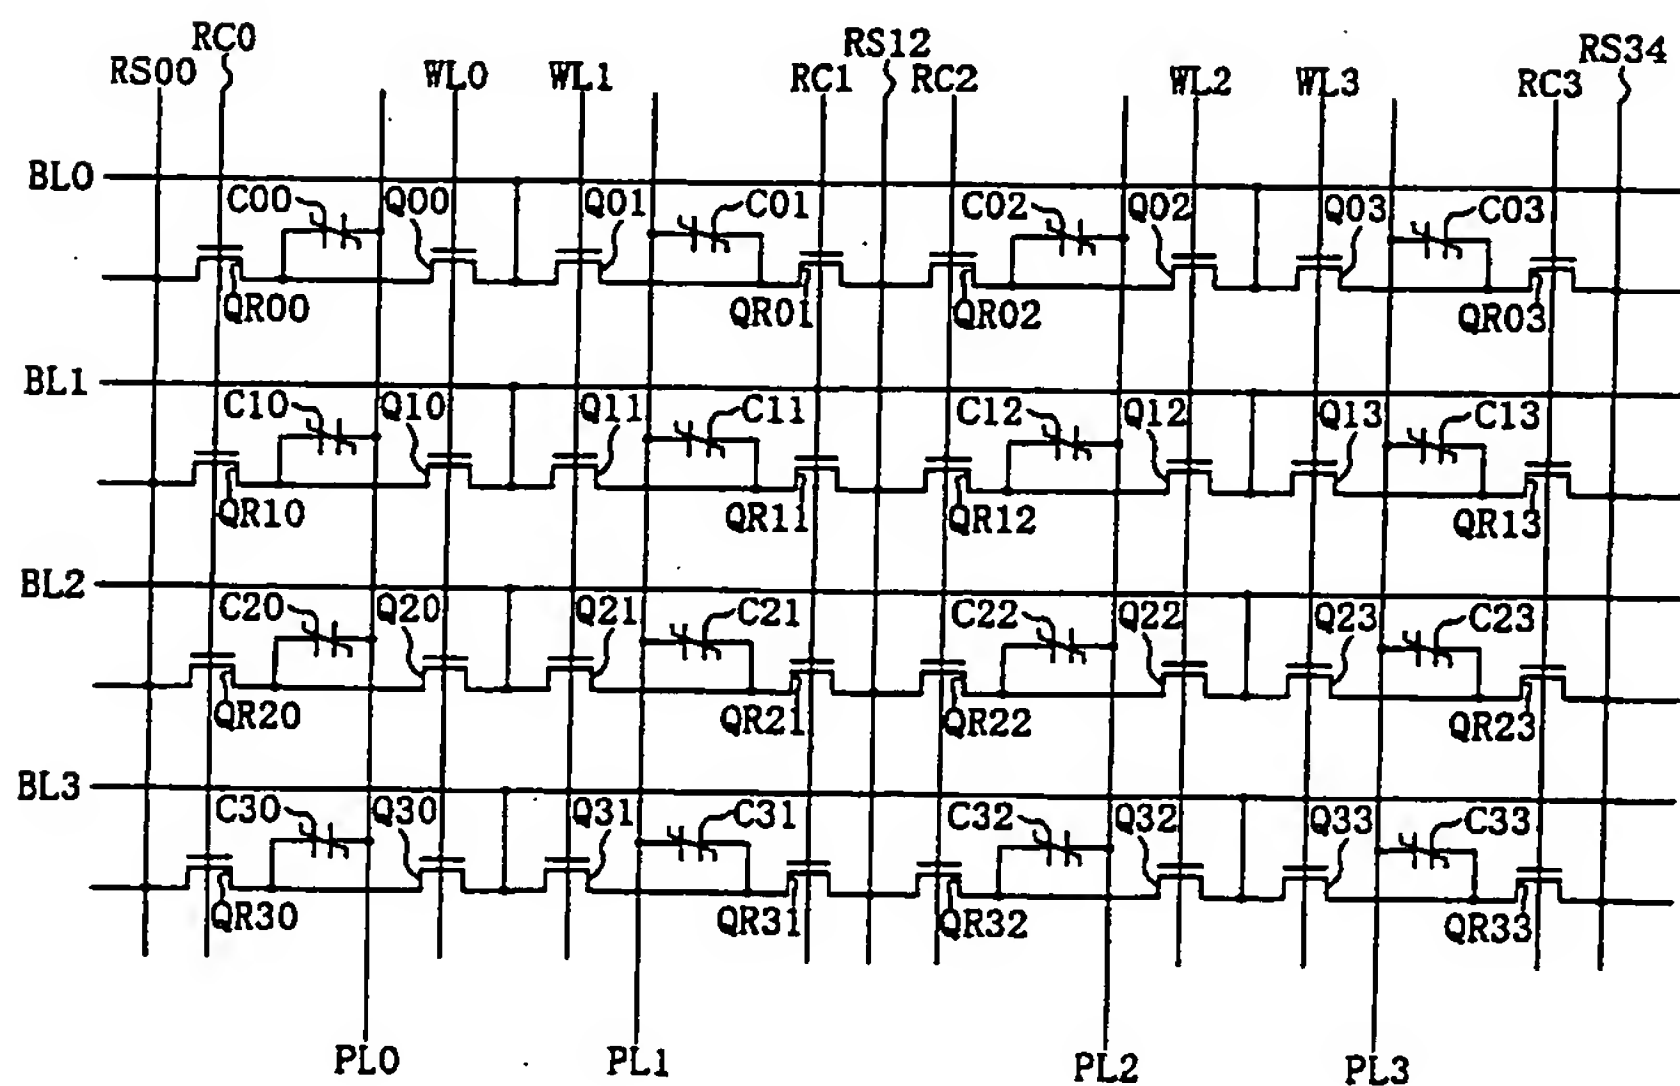 RS00 RC0 WL0 WL1 RC1 RS12 RC2 WL2 WL3 RC3 RS34
BL0
C00 Q00 Q01 C01 C02 Q02 Q03 C03
QR00 QR01 QR02 QR03
BL1
C10 Q10 Q11 C11 C12 Q12 Q13 C13
QR10 QR11 QR12 QR13
BL2
C20 Q20 Q21 C21 C22 Q22 Q23 C23
QR20 QR21 QR22 QR23
BL3
C30 Q30 Q31 C31 C32 Q32 Q33 C33
QR30 QR31 QR32 QR33
PL0 PL1 PL2 PL3